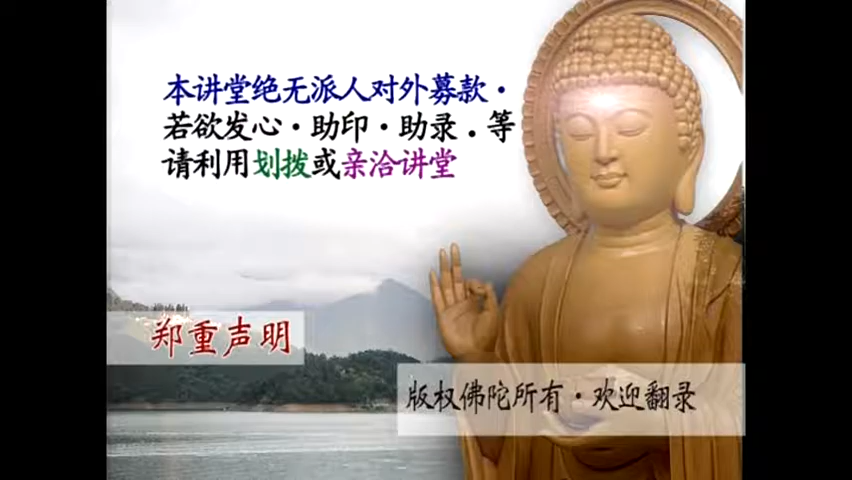 本讲堂绝无派人对外募款·
若欲发心·助印·助录.等
请利用划拨或亲洽讲堂
郑重声明
版权佛陀所有·欢迎翻录